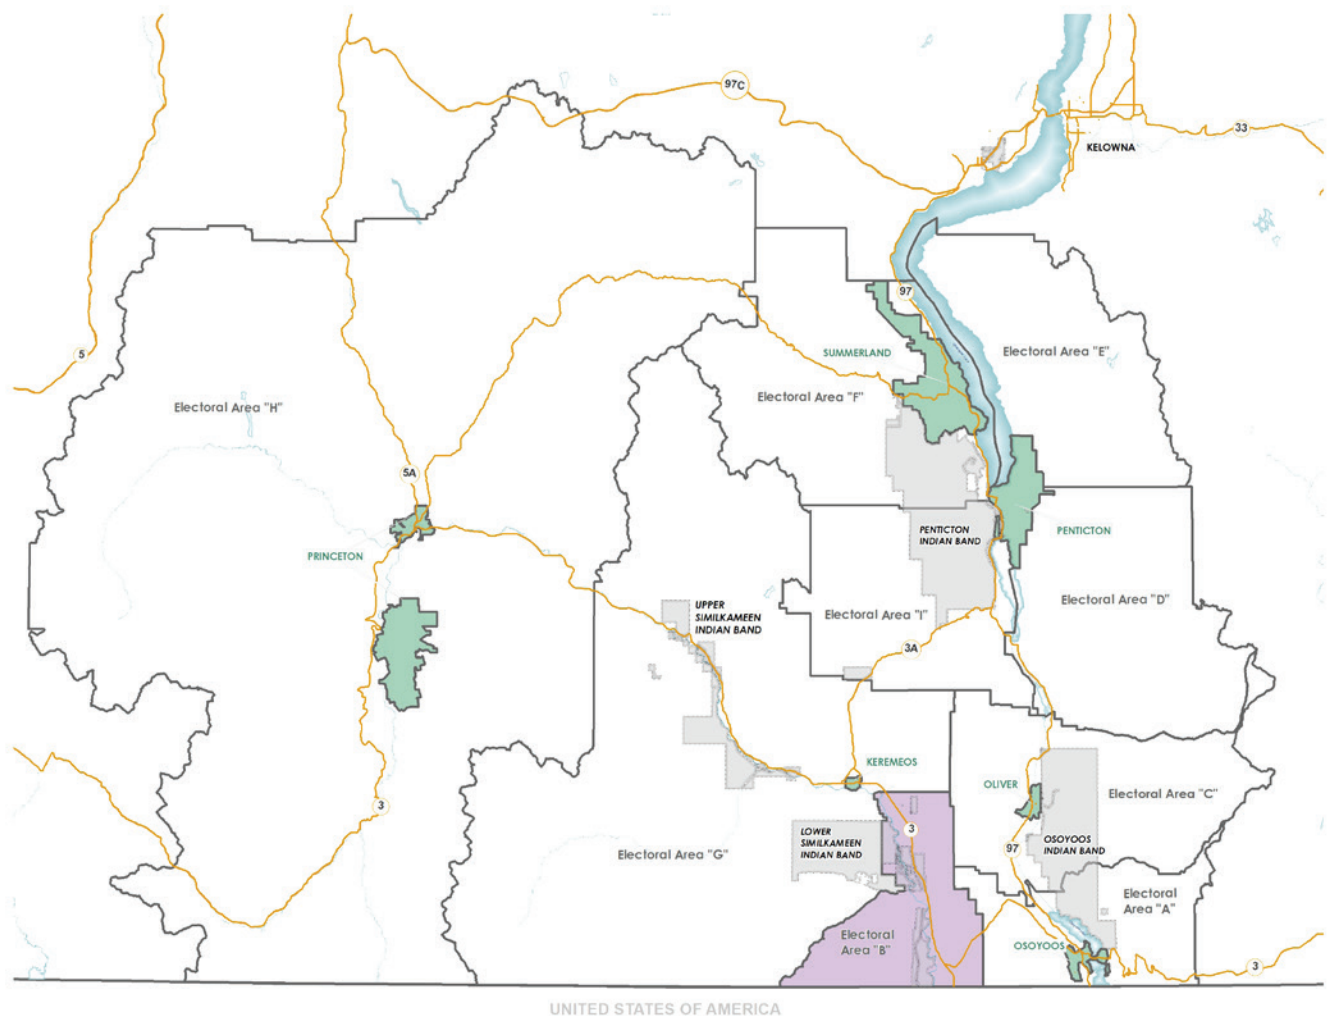 97C
33
KELOWNA
97
5
SUMMERLAND
Electoral Area "E"
Electoral Area "H"
Electoral Area "F"
5A
PENTICTON
INDIAN BAND
PENTICTON
PRINCETON
Electoral Area "D"
UPPER
SIMILKAMEEN
INDIAN BAND
Electoral Area "I"
3A
KEREMEOS
OLIVER
Electoral Area "C"
3
3
LOWER
SIMILKAMEEN
INDIAN BAND
97
OSOYOOS
INDIAN BAND
Electoral Area "G"
Electoral
Area "A"
Electoral
Area "B"
OSOYOOS
3
UNITED STATES OF AMERICA